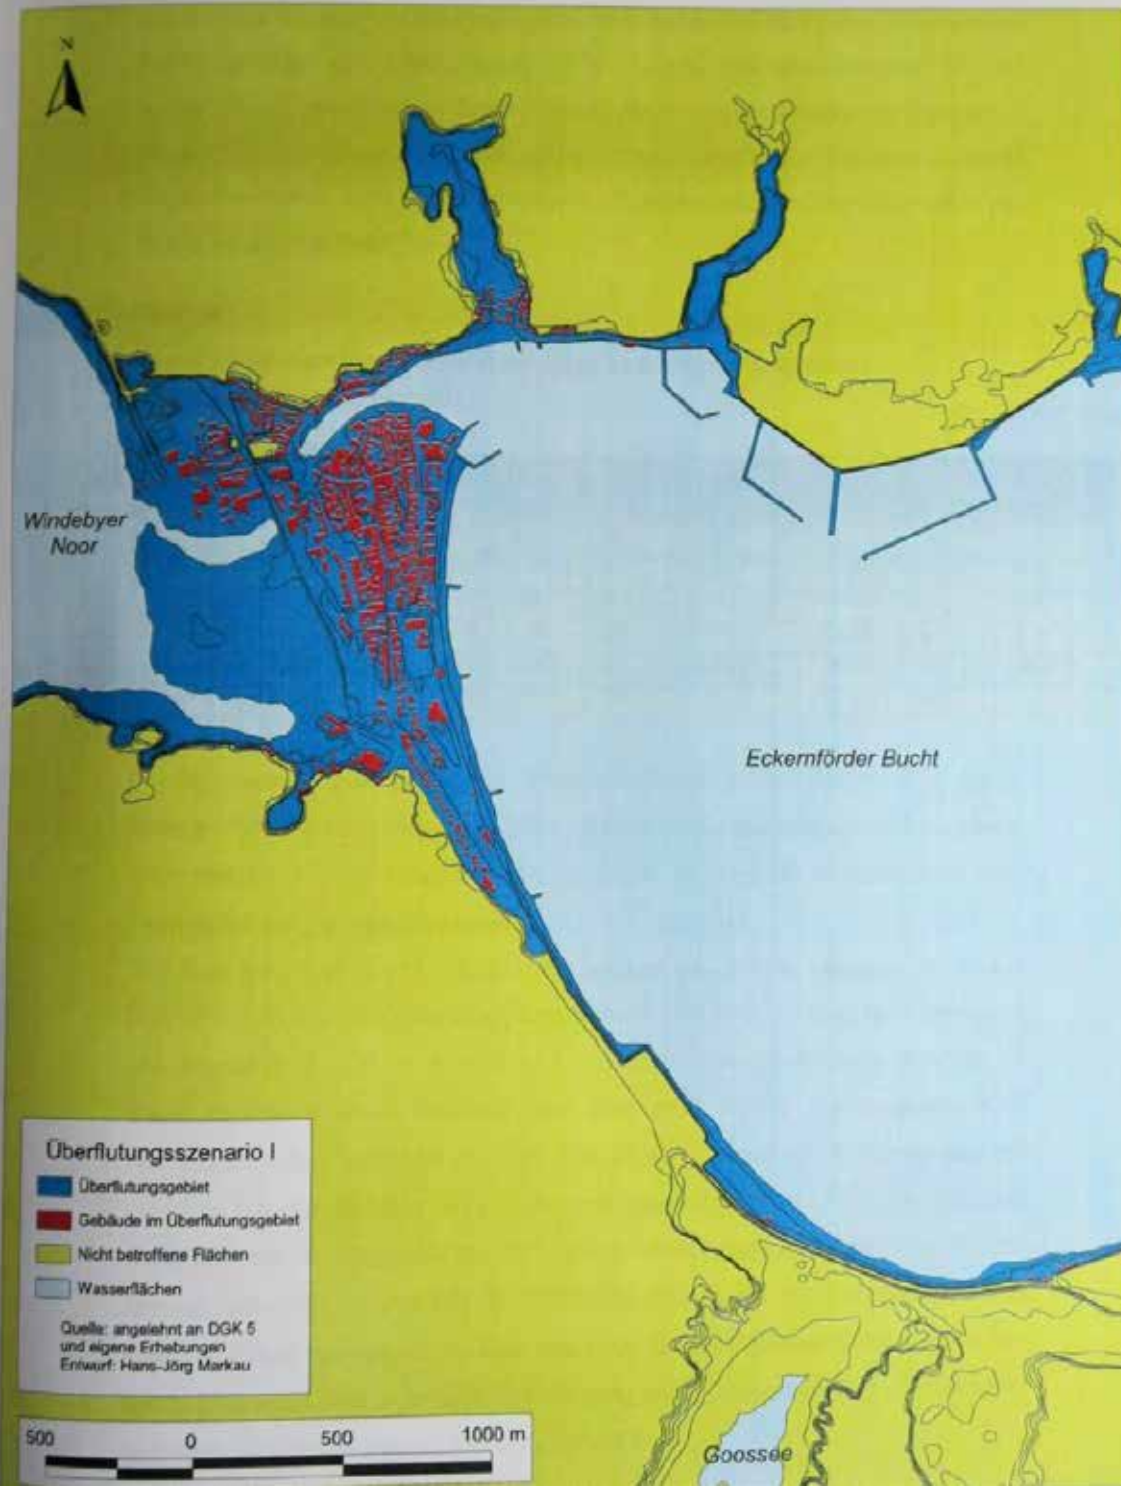 N
Windebyer
Noor
Eckernförder Bucht
Überflutungsszenario I
Überflutungsgebiet
Gebäude im Überflutungsgebiet
Nicht betroffene Flächen
Wasserflächen
Quelle: angelehnt an DGK 5
und eigene Erhebungen
Entwurf: Hans-Jörg Markau
500 0 500 1000 m
Goossee